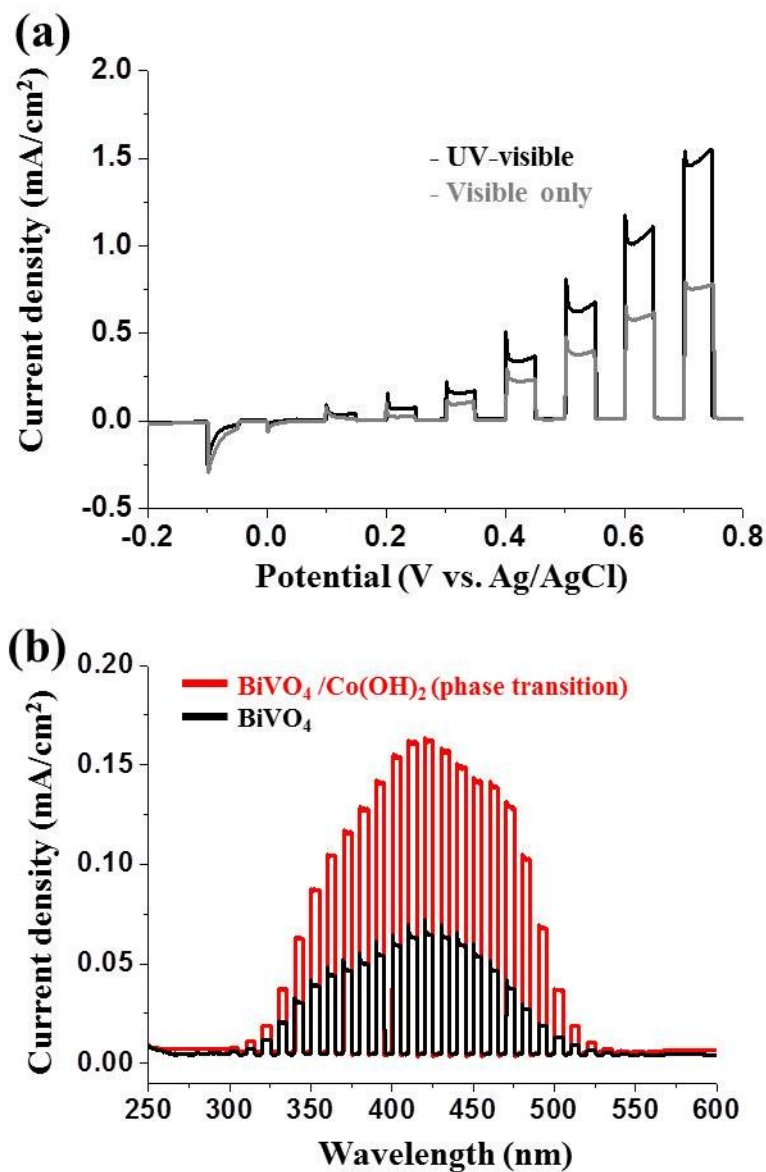 (a)
2.0
1.5
1.0
0.5
0.0
-0.5
Current density (mA/cm²)
- UV-visible
- Visible only
-0.2 0.0 0.2 0.4 0.6 0.8
Potential (V vs. Ag/AgCl)
(b)
0.20
0.15
0.10
0.05
0.00
Current density (mA/cm²)
BiVO₄ /Co(OH)₂ (phase transition)
BiVO₄
250 300 350 400 450 500 550 600
Wavelength (nm)